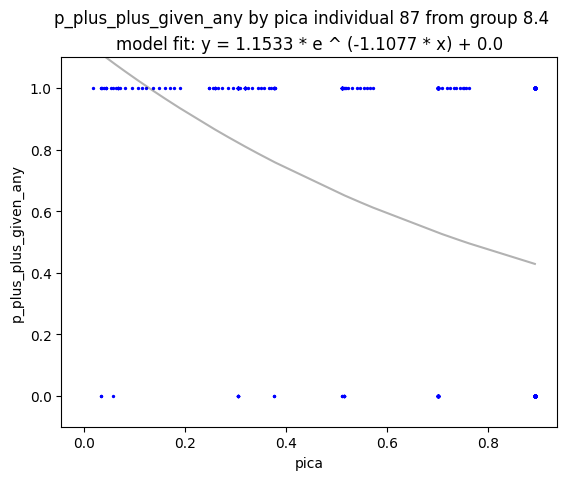 p_plus_plus_given_any by pica individual 87 from group 8.4
model fit: y = 1.1533 * e ^ (-1.1077 * x) + 0.0
1.0
0.8
0.6
0.4
0.2
0.0
p_plus_plus_given_any
0.0 0.2 0.4 0.6 0.8
pica